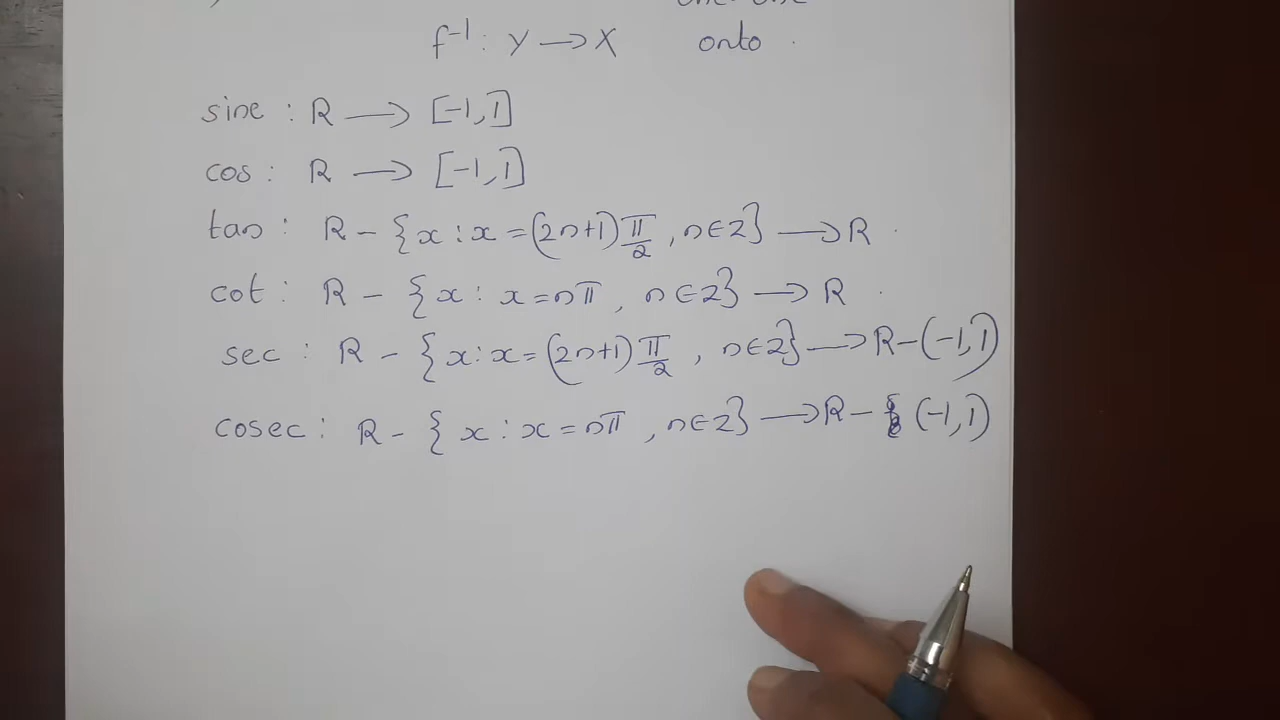 f⁻¹ : Y → X onto
sine : R → [-1, 1]
cos : R → [-1, 1]
tan : R - {x : x = (2n+1) π/2 , n ∈ Z} → R
cot : R - {x : x = nπ , n ∈ Z} → R
sec : R - {x : x = (2n+1) π/2 , n ∈ Z} → R - (-1, 1)
cosec : R - {x : x = nπ , n ∈ Z} → R - (-1, 1)